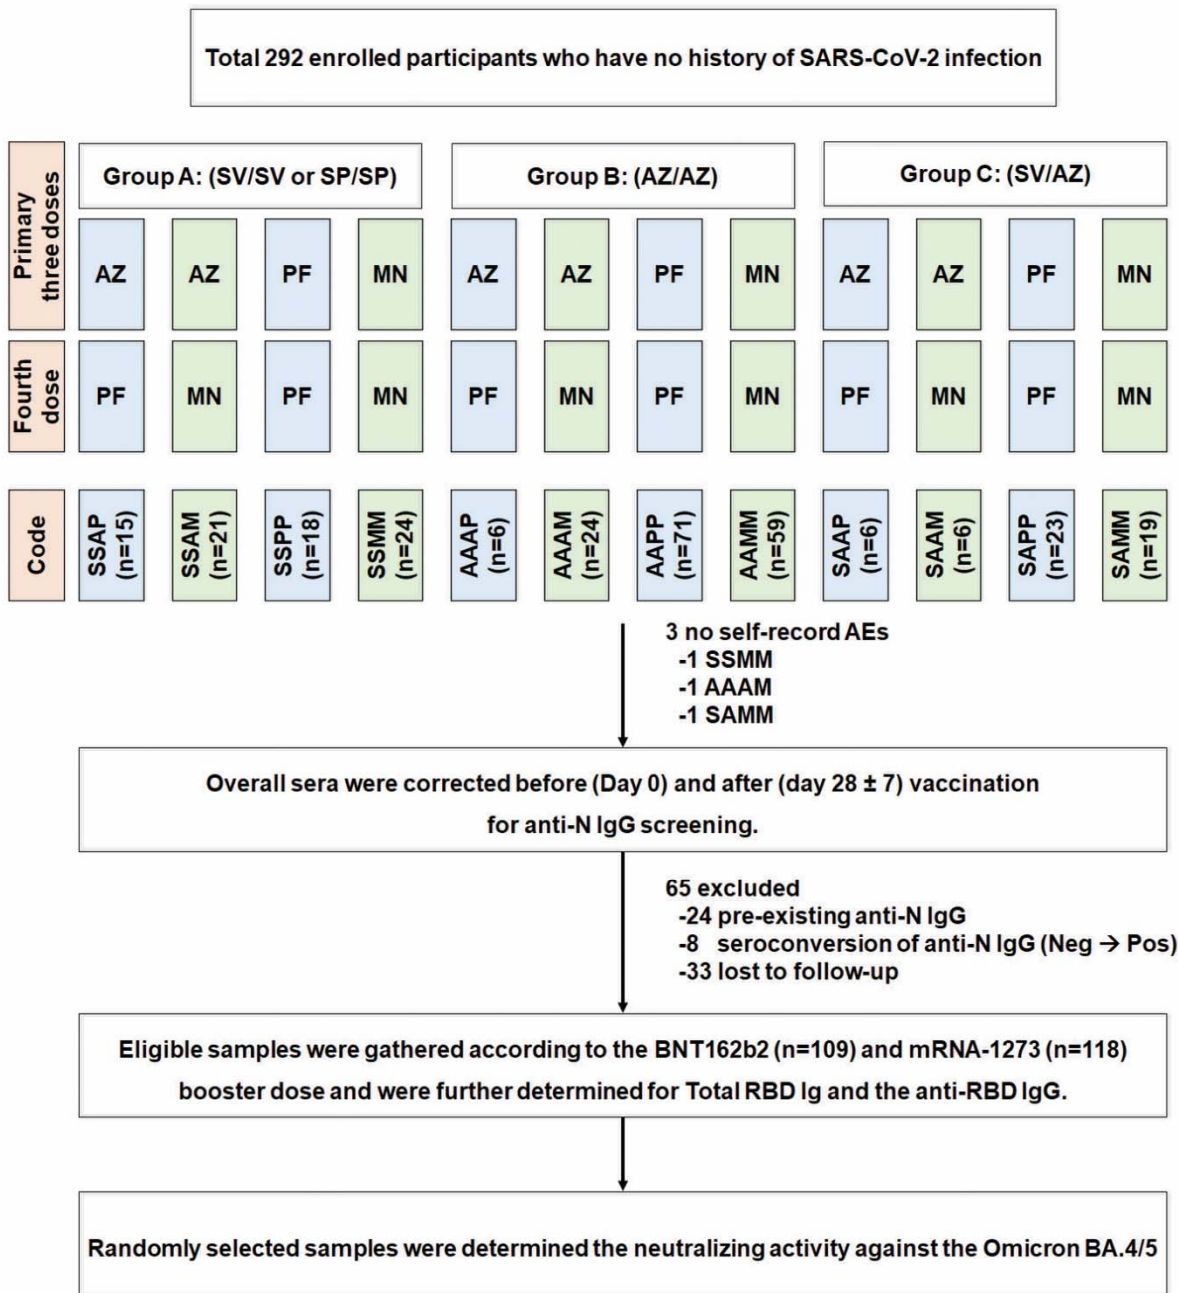 Total 292 enrolled participants who have no history of SARS-CoV-2 infection
Primary
three doses
Group A: (SV/SV or SP/SP)
Group B: (AZ/AZ)
Group C: (SV/AZ)
AZ
AZ
PF
MN
AZ
AZ
PF
MN
AZ
AZ
PF
MN
Fourth
dose
PF
MN
PF
MN
PF
MN
PF
MN
PF
MN
PF
MN
Code
SSAP
(n=15)
SSAM
(n=21)
SSPP
(n=18)
SSMM
(n=24)
AAAP
(n=6)
AAAM
(n=24)
AAPP
(n=71)
AAMM
(n=59)
SAAP
(n=6)
SAAM
(n=6)
SAPP
(n=23)
SAMM
(n=19)
3 no self-record AEs
-1 SSMM
-1 AAAM
-1 SAMM
Overall sera were corrected before (Day 0) and after (day 28 ± 7) vaccination
for anti-N IgG screening.
65 excluded
-24 pre-existing anti-N IgG
-8 seroconversion of anti-N IgG (Neg → Pos)
-33 lost to follow-up
Eligible samples were gathered according to the BNT162b2 (n=109) and mRNA-1273 (n=118)
booster dose and were further determined for Total RBD Ig and the anti-RBD IgG.
Randomly selected samples were determined the neutralizing activity against the Omicron BA.4/5